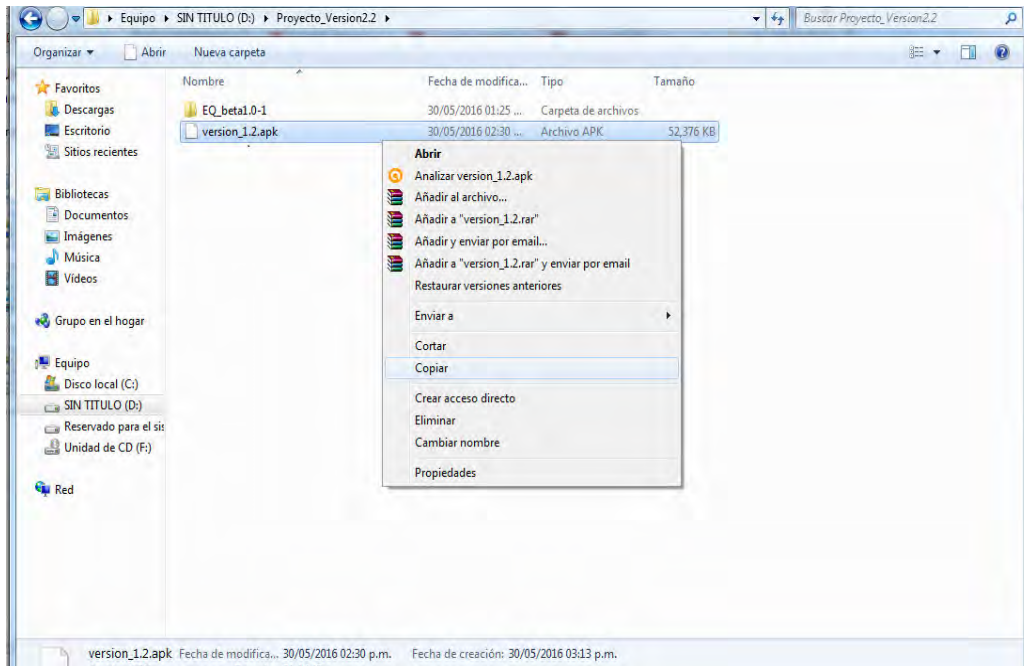 Equipo ▸ SIN TITULO (D:) ▸ Proyecto_Version2.2 ▸
Buscar Proyecto_Version2.2
Organizar
Abrir
Nueva carpeta
Nombre
Fecha de modifica...
Tipo
Tamaño
Favoritos
Descargas
Escritorio
Sitios recientes
Bibliotecas
Documentos
Imágenes
Música
Vídeos
Grupo en el hogar
Equipo
Disco local (C:)
SIN TITULO (D:)
Reservado para el sis
Unidad de CD (F:)
Red
EQ_beta1.0-1 30/05/2016 01:25 ... Carpeta de archivos
version_1.2.apk 30/05/2016 02:30 ... Archivo APK 52,376 KB
Abrir
Analizar version_1.2.apk
Añadir al archivo...
Añadir a "version_1.2.rar"
Añadir y enviar por email...
Añadir a "version_1.2.rar" y enviar por email
Restaurar versiones anteriores
Enviar a
Cortar
Copiar
Crear acceso directo
Eliminar
Cambiar nombre
Propiedades
version_1.2.apk Fecha de modifica... 30/05/2016 02:30 p.m. Fecha de creación: 30/05/2016 03:13 p.m.